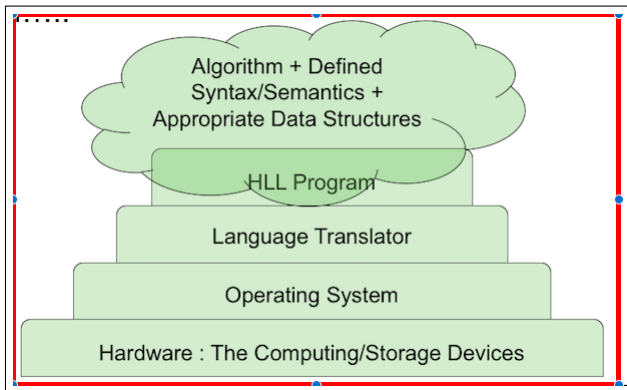 Algorithm + Defined
Syntax/Semantics +
Appropriate Data Structures
HLL Program
Language Translator
Operating System
Hardware : The Computing/Storage Devices